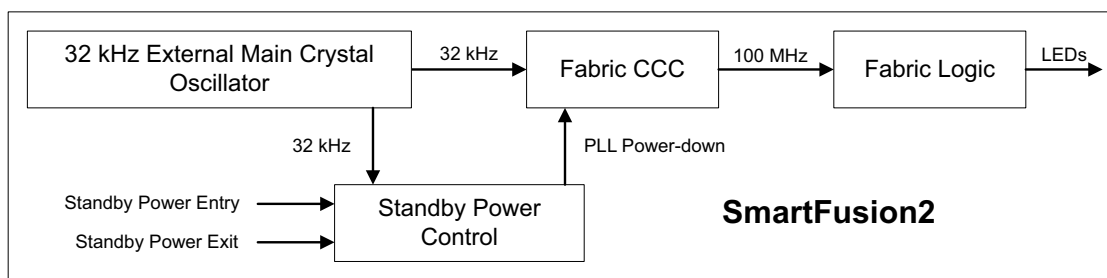 32 kHz External Main Crystal
Oscillator
32 kHz
Fabric CCC
100 MHz
Fabric Logic
LEDs
32 kHz
PLL Power-down
Standby Power Entry
Standby Power Exit
Standby Power
Control
SmartFusion2